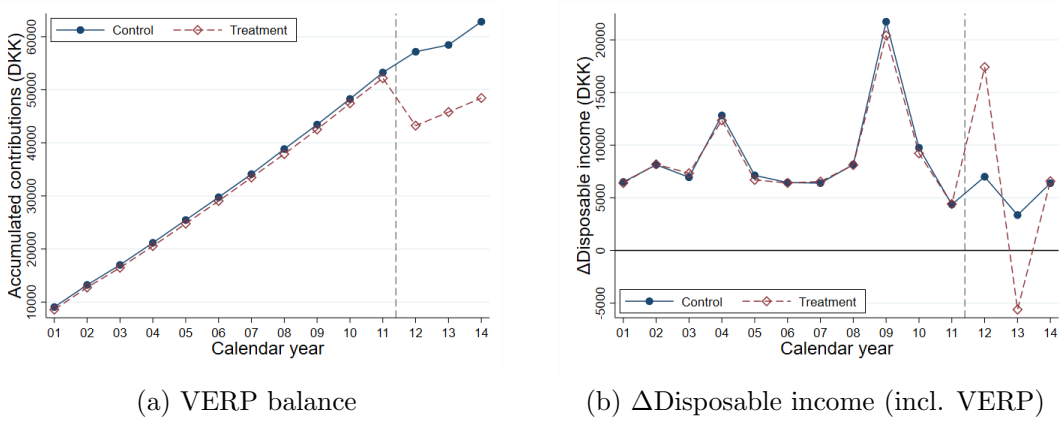 Accumulated contributions (DKK)
60000
50000
40000
30000
20000
10000
Control
Treatment
01 02 03 04 05 06 07 08 09 10 11 12 13 14
Calendar year
(a) VERP balance
ΔDisposable income (DKK)
20000
15000
10000
5000
0
-5000
Control
Treatment
01 02 03 04 05 06 07 08 09 10 11 12 13 14
Calendar year
(b) ΔDisposable income (incl. VERP)